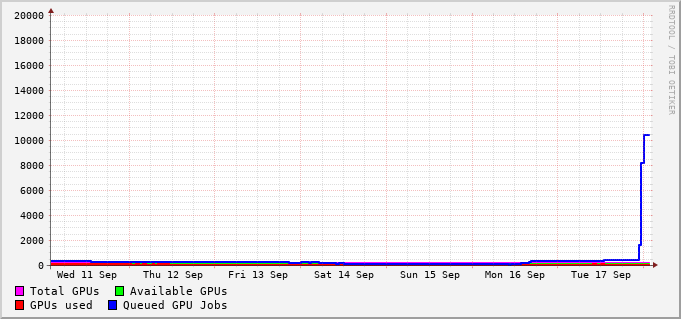 20000
18000
16000
14000
12000
10000
8000
6000
4000
2000
0
Wed 11 Sep Thu 12 Sep Fri 13 Sep Sat 14 Sep Sun 15 Sep Mon 16 Sep Tue 17 Sep
Total GPUs Available GPUs
GPUs used Queued GPU Jobs
RRDTOOL / TOBI OETIKER